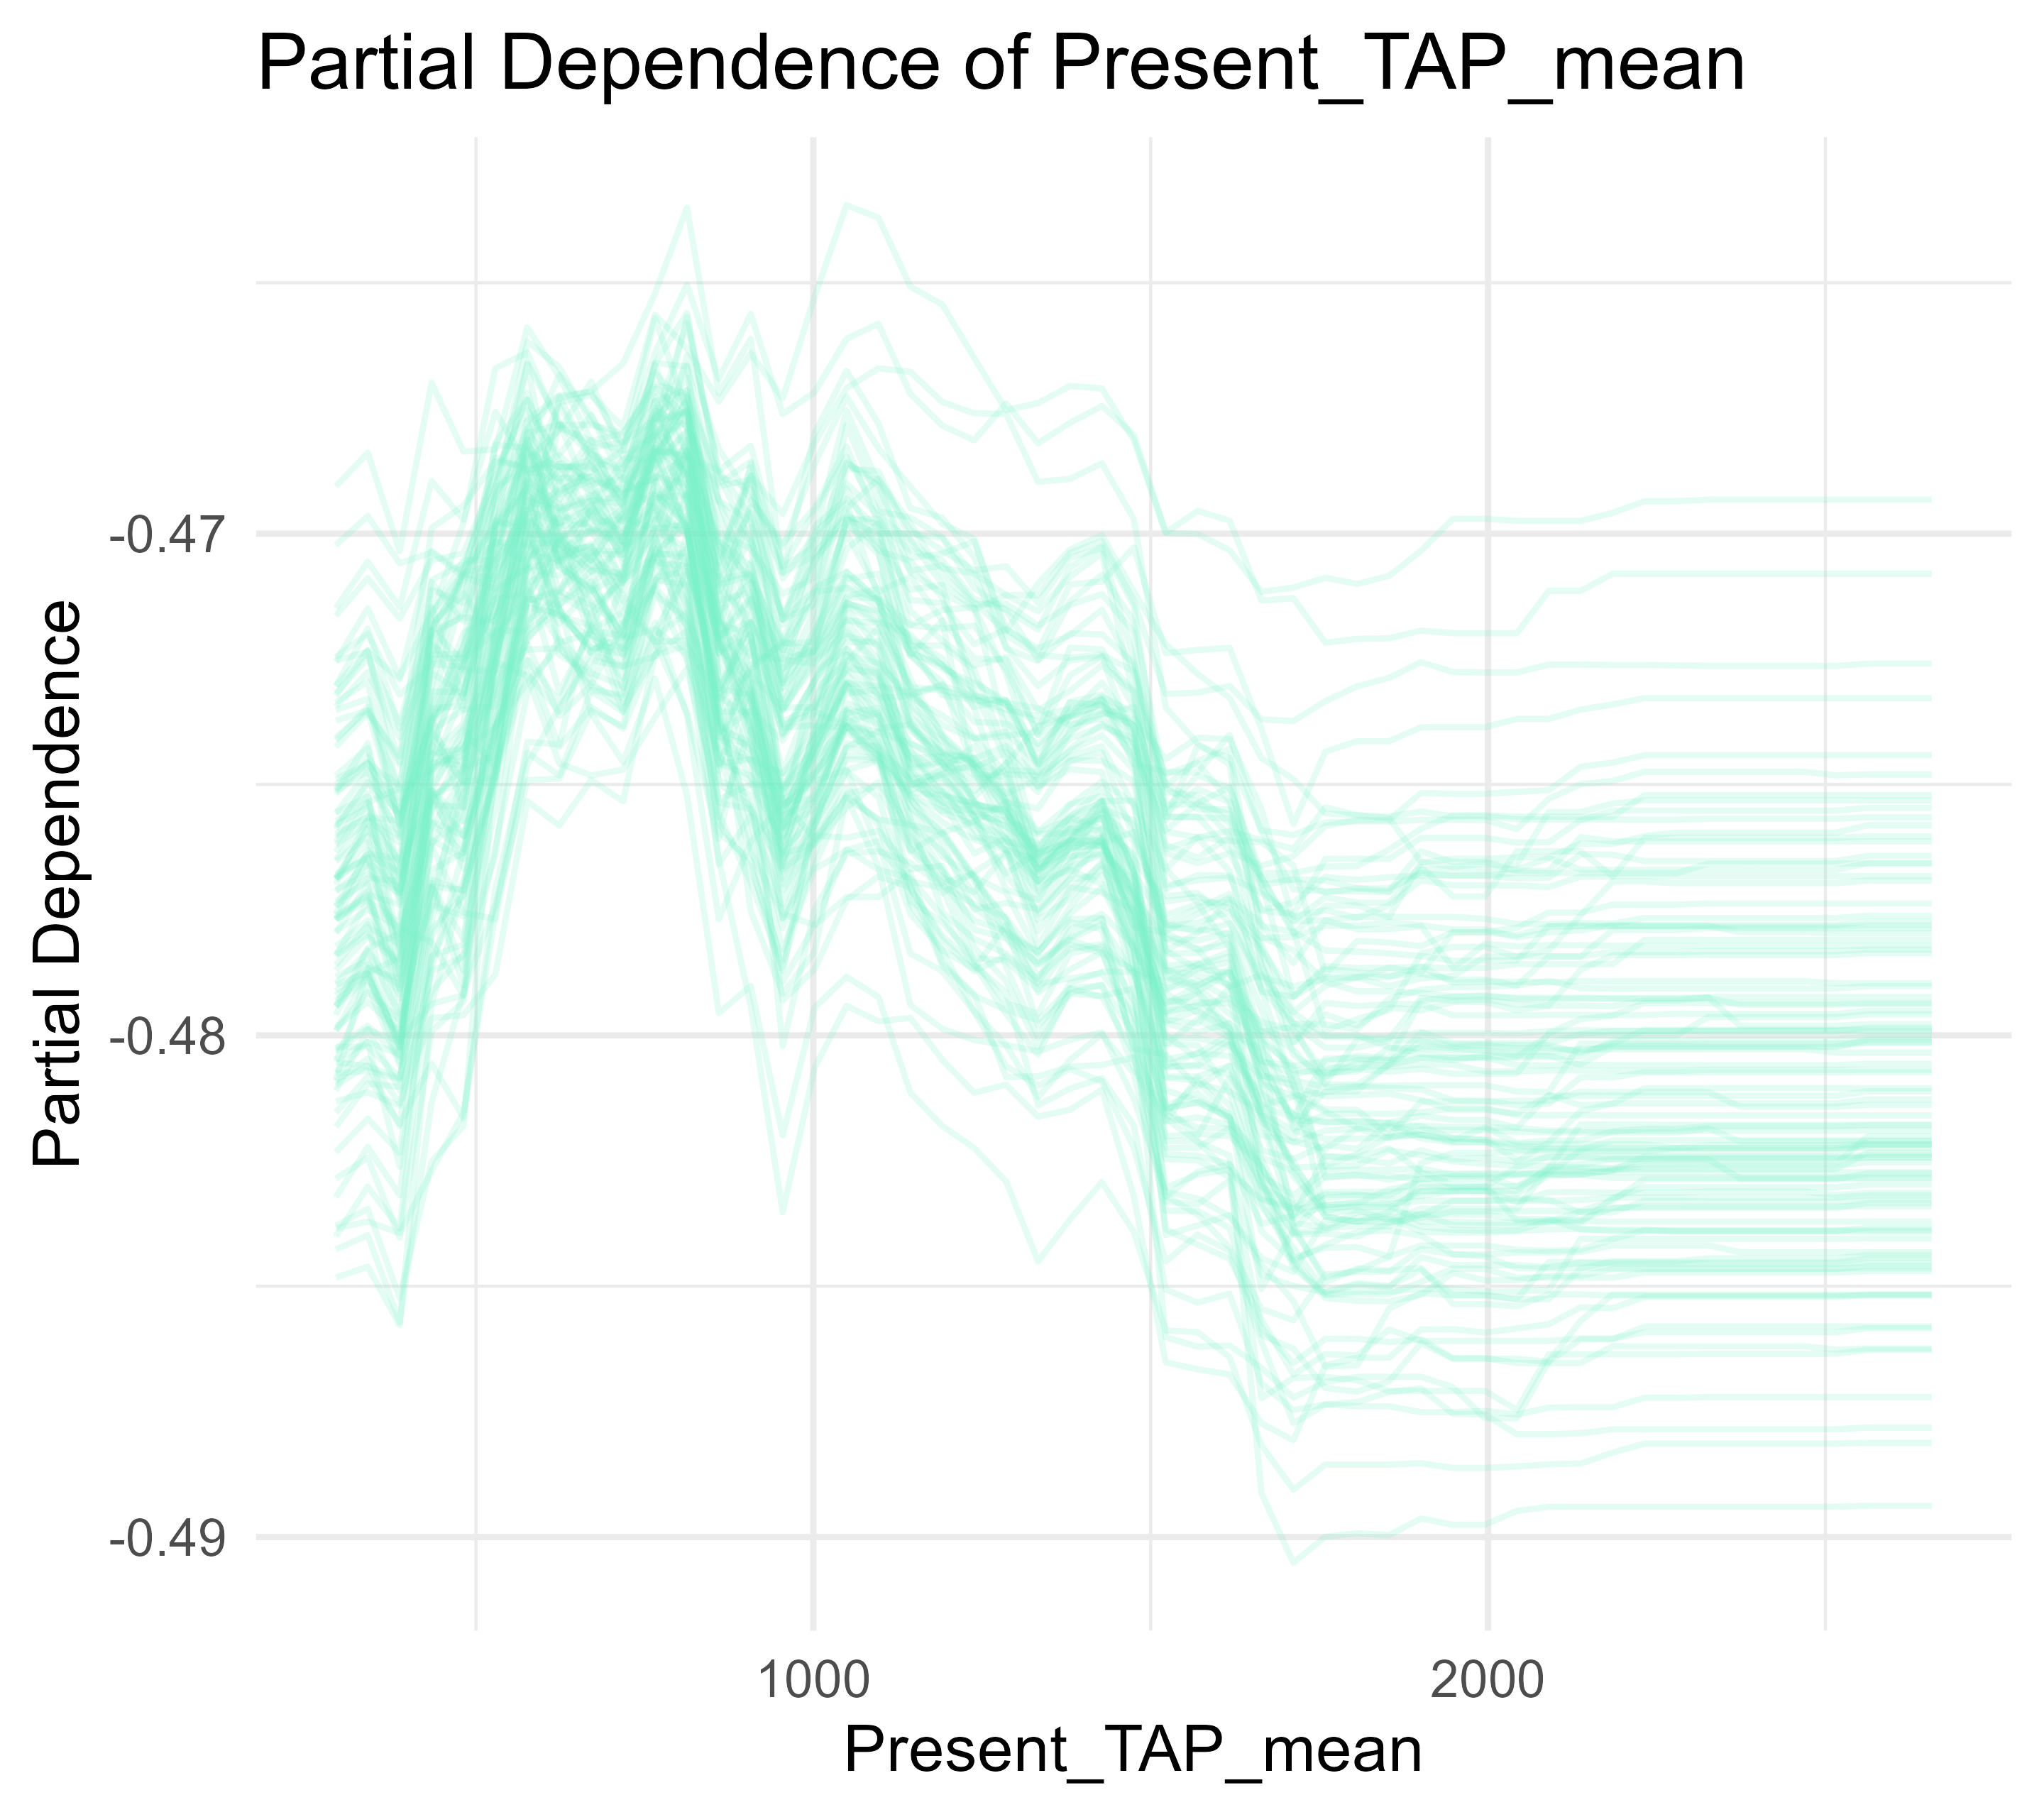 Partial Dependence of Present_TAP_mean
Partial Dependence
-0.47
-0.48
-0.49
1000
2000
Present_TAP_mean